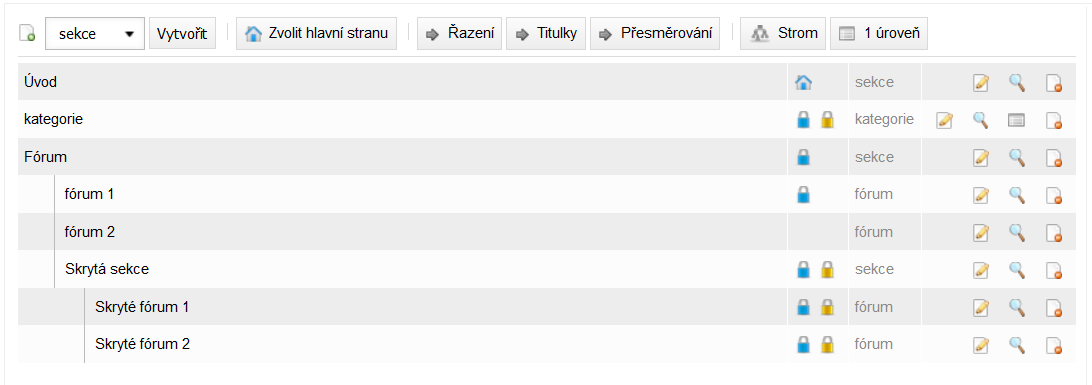 sekce Vytvořit Zvolit hlavní stranu Řazení Titulky Přesměrování Strom 1 úroveň
Úvod sekce
kategorie kategorie
Fórum sekce
fórum 1 fórum
fórum 2 fórum
Skrytá sekce sekce
Skryté fórum 1 fórum
Skryté fórum 2 fórum